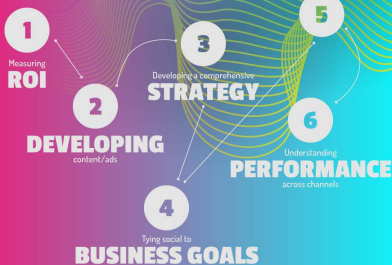 1
Measuring
ROI
2
DEVELOPING
content/ads
3
Developing a comprehensive
STRATEGY
4
Tying social to
BUSINESS GOALS
5
6
Understanding
PERFORMANCE
across channels